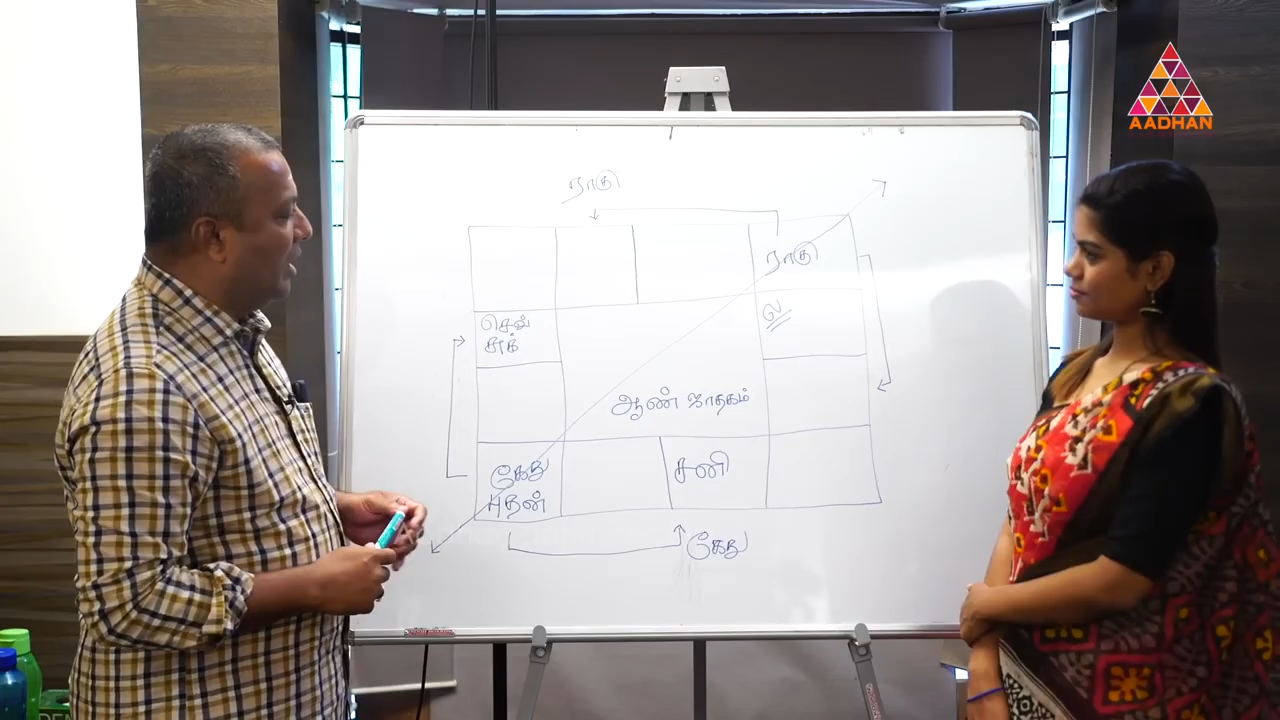 AADHAN
ராகு
ராகு
செவ்
சுக்
ல
ஆண் ஜாதகம்
கேது
புதன்
சனி
கேது